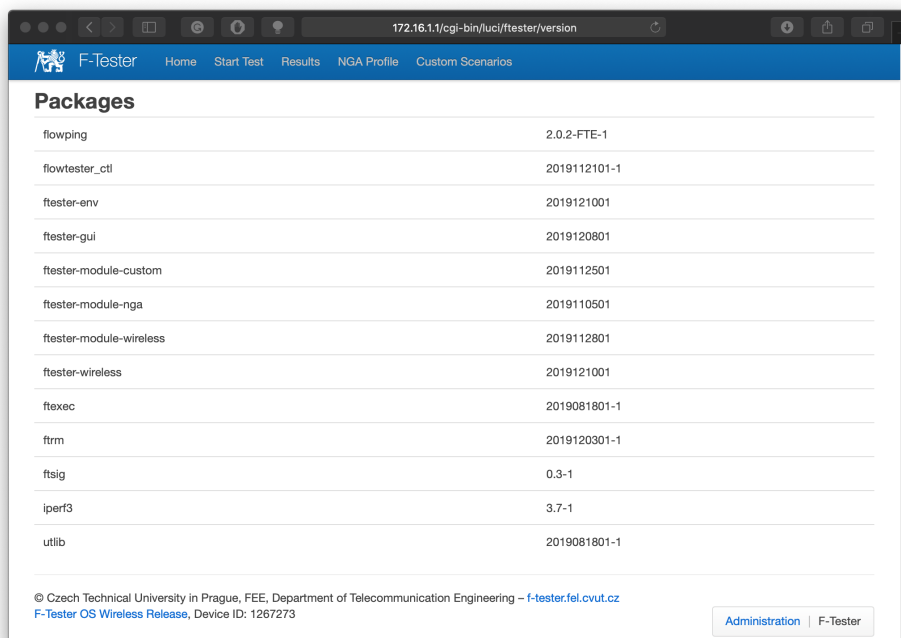 172.16.1.1/cgi-bin/luci/ftester/version
F-Tester Home Start Test Results NGA Profile Custom Scenarios
Packages
flowping 2.0.2-FTE-1
flowtester_ctl 2019112101-1
ftester-env 2019121001
ftester-gui 2019120801
ftester-module-custom 2019112501
ftester-module-nga 2019110501
ftester-module-wireless 2019112801
ftester-wireless 2019121001
ftexec 2019081801-1
ftrm 2019120301-1
ftsig 0.3-1
iperf3 3.7-1
utlib 2019081801-1
© Czech Technical University in Prague, FEE, Department of Telecommunication Engineering – f-tester.fel.cvut.cz
F-Tester OS Wireless Release, Device ID: 1267273
Administration | F-Tester